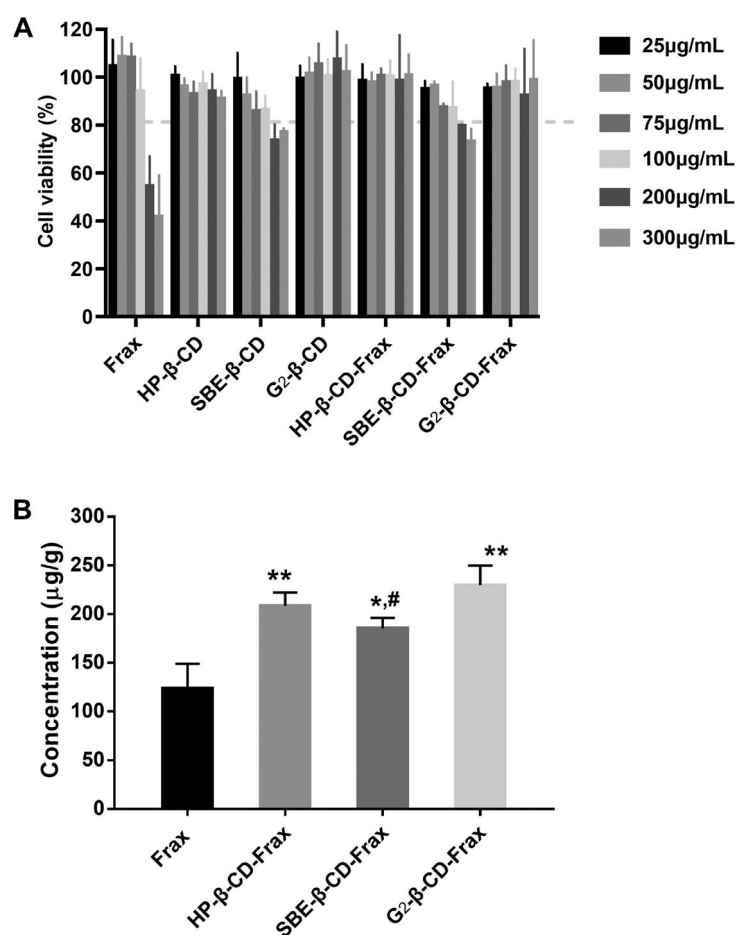 A
Cell viability (%)
120
100
80
60
40
20
0
Frax
HP-β-CD
SBE-β-CD
G₂-β-CD
HP-β-CD-Frax
SBE-β-CD-Frax
G₂-β-CD-Frax
25μg/mL
50μg/mL
75μg/mL
100μg/mL
200μg/mL
300μg/mL
B
Concentration (μg/g)
300
250
200
150
100
50
0
**
*,#
**
Frax
HP-β-CD-Frax
SBE-β-CD-Frax
G₂-β-CD-Frax